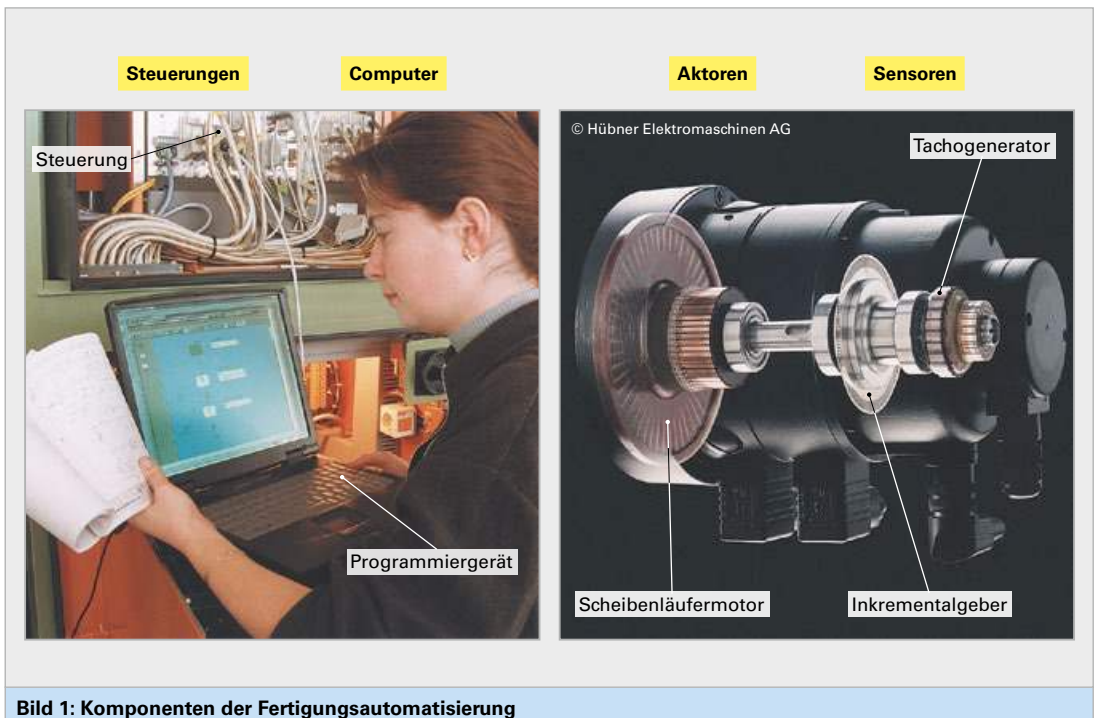 Steuerungen
Computer
Aktoren
Sensoren
Steuerung
Programmiergerät
© Hübner Elektromaschinen AG
Tachogenerator
Scheibenläufermotor
Inkrementalgeber
Bild 1: Komponenten der Fertigungsautomatisierung